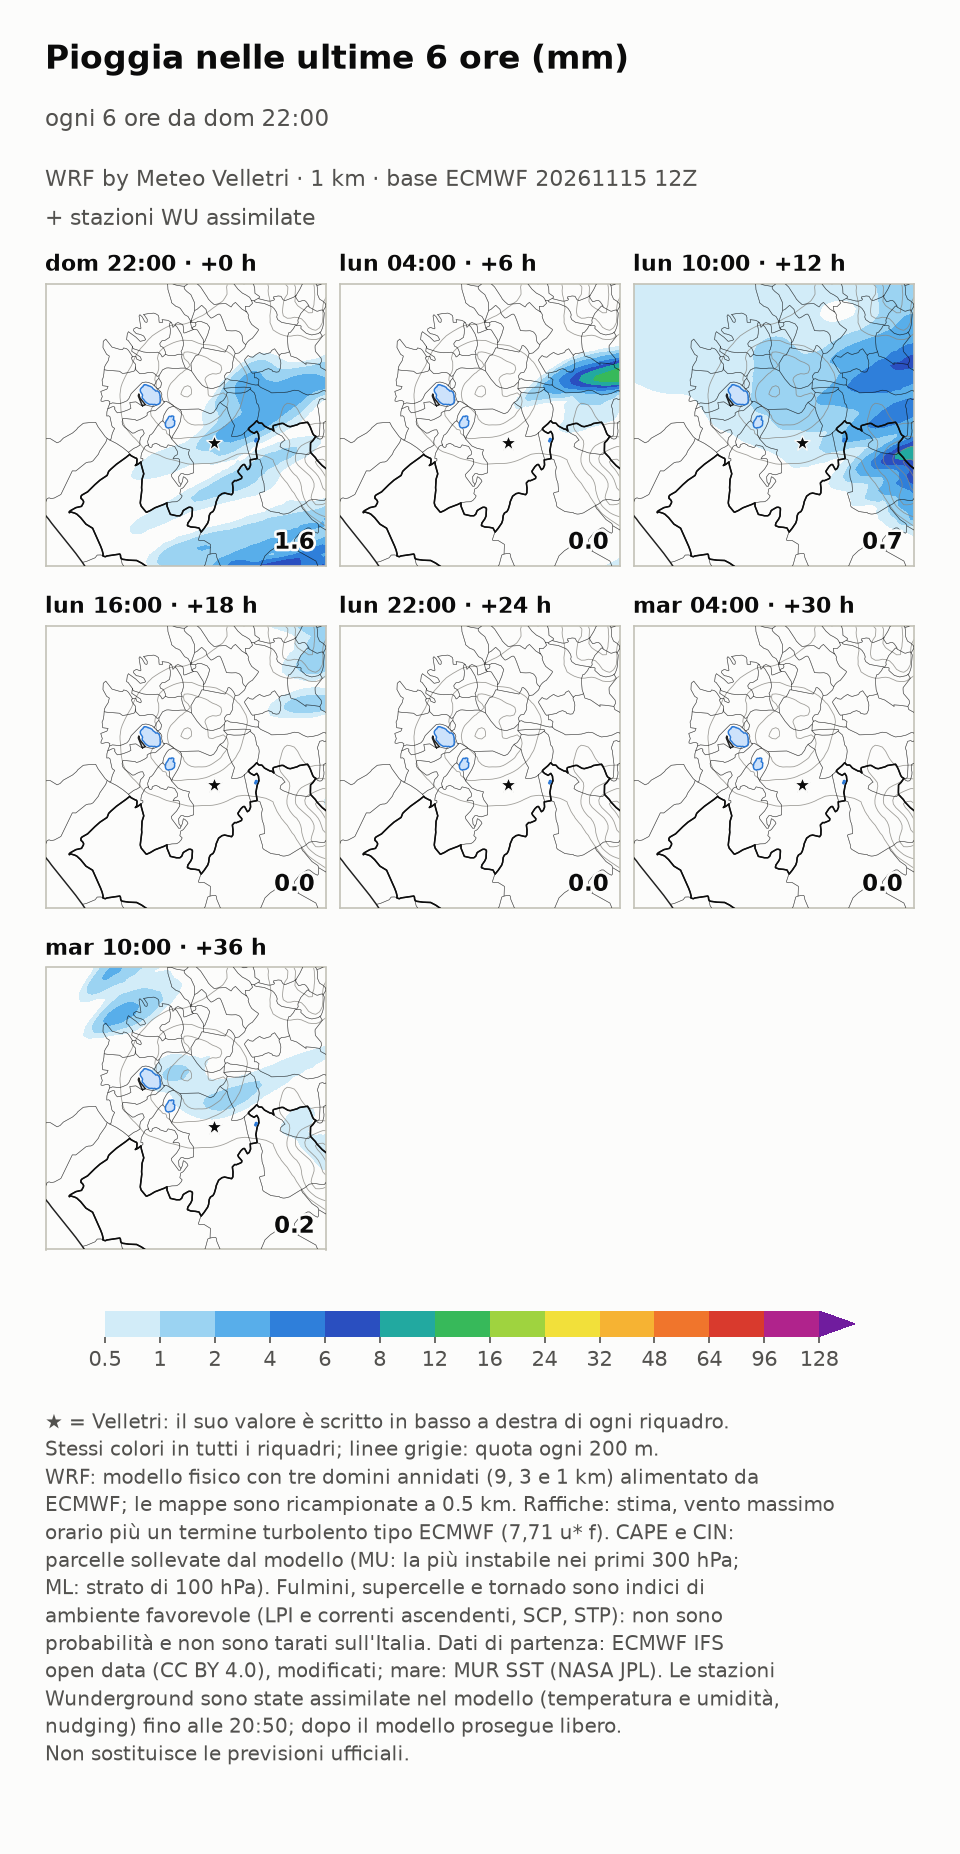 Pioggia nelle ultime 6 ore (mm)
ogni 6 ore da dom 22:00
WRF by Meteo Velletri · 1 km · base ECMWF 20261115 12Z
+ stazioni WU assimilate
dom 22:00 · +0 h
lun 04:00 · +6 h
lun 10:00 · +12 h
1.6
0.0
0.7
lun 16:00 · +18 h
lun 22:00 · +24 h
mar 04:00 · +30 h
0.0
0.0
0.0
mar 10:00 · +36 h
0.2
0.5 1 2 4 6 8 12 16 24 32 48 64 96 128
★ = Velletri: il suo valore è scritto in basso a destra di ogni riquadro.
Stessi colori in tutti i riquadri; linee grigie: quota ogni 200 m.
WRF: modello fisico con tre domini annidati (9, 3 e 1 km) alimentato da
ECMWF; le mappe sono ricampionate a 0.5 km. Raffiche: stima, vento massimo
orario più un termine turbolento tipo ECMWF (7,71 u* f). CAPE e CIN:
parcelle sollevate dal modello (MU: la più instabile nei primi 300 hPa;
ML: strato di 100 hPa). Fulmini, supercelle e tornado sono indici di
ambiente favorevole (LPI e correnti ascendenti, SCP, STP): non sono
probabilità e non sono tarati sull'Italia. Dati di partenza: ECMWF IFS
open data (CC BY 4.0), modificati; mare: MUR SST (NASA JPL). Le stazioni
Wunderground sono state assimilate nel modello (temperatura e umidità,
nudging) fino alle 20:50; dopo il modello prosegue libero.
Non sostituisce le previsioni ufficiali.